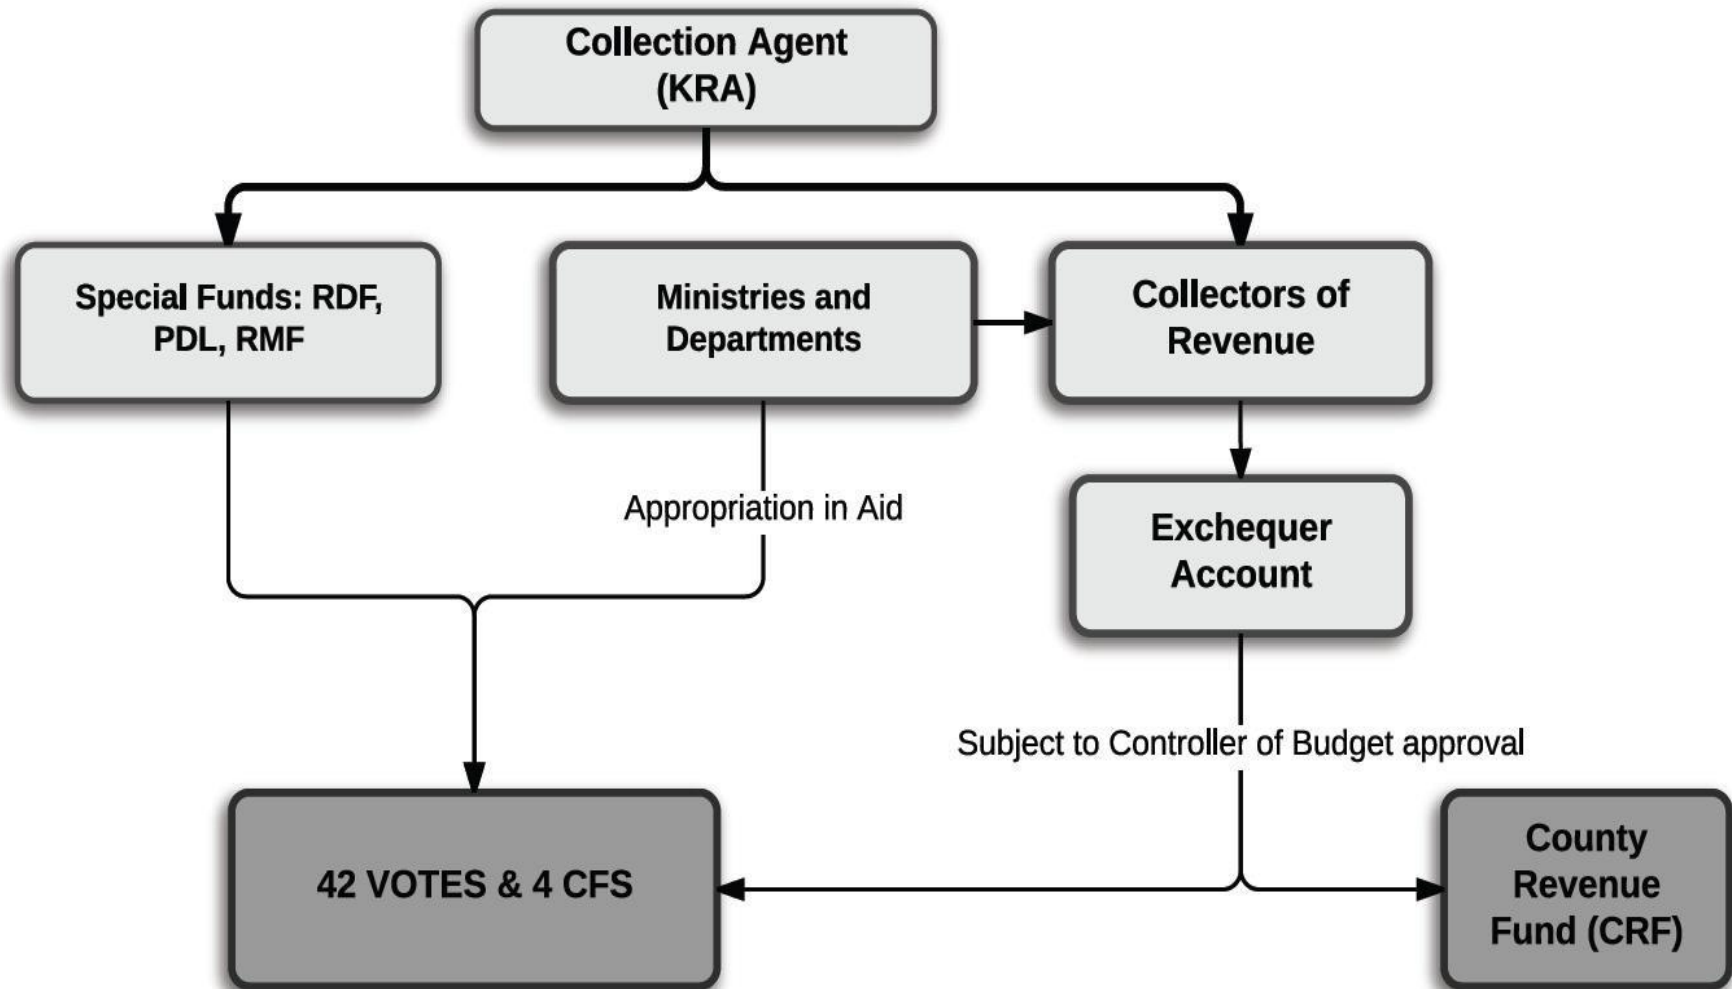 Collection Agent
(KRA)
Special Funds: RDF,
PDL, RMF
Ministries and
Departments
Collectors of
Revenue
Appropriation in Aid
Exchequer
Account
Subject to Controller of Budget approval
42 VOTES & 4 CFS
County
Revenue
Fund (CRF)